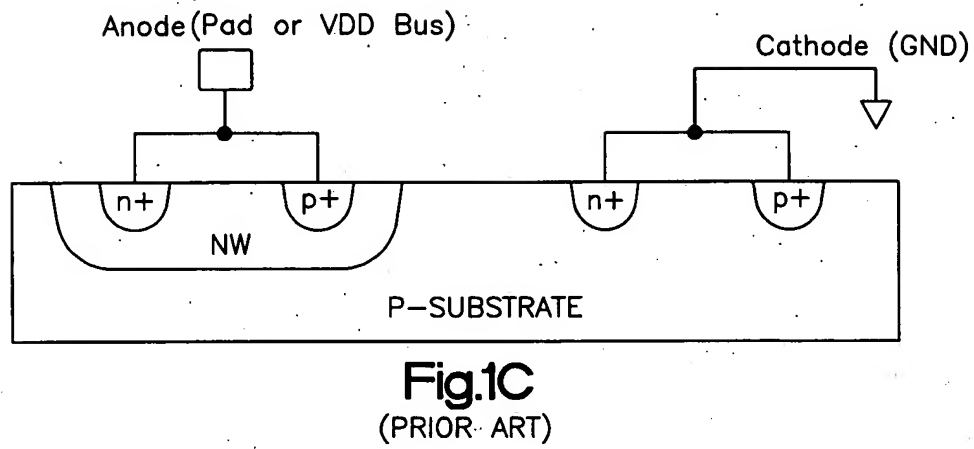 Anode(Pad or VDD Bus)
Cathode (GND)
n+ p+ n+ p+
NW
P-SUBSTRATE
Fig.1C
(PRIOR ART)